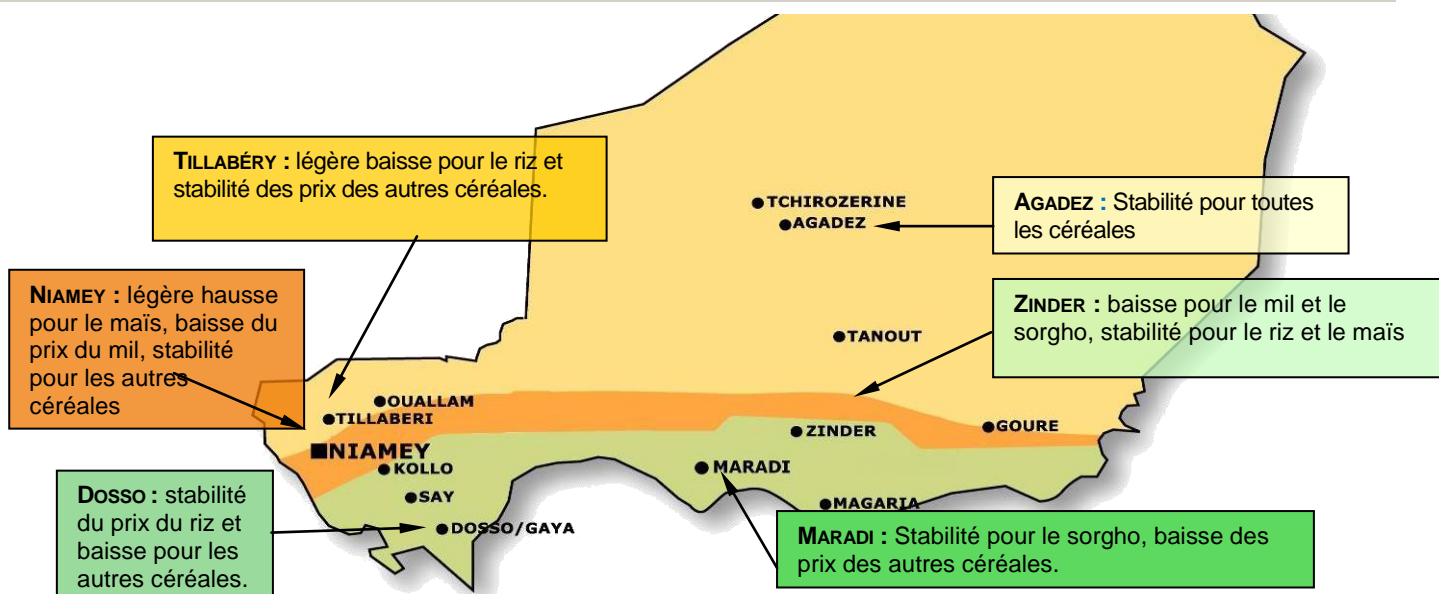 TILLABÉRY : légère baisse pour le riz et
stabilité des prix des autres céréales.
TCHIROZERINE
AGADEZ
AGADEZ : Stabilité pour toutes
les céréales
NIAMEY : légère hausse
pour le maïs, baisse du
prix du mil, stabilité
pour les autres
céréales
ZINDER : baisse pour le mil et le
sorgho, stabilité pour le riz et le maïs
TANOUT
OUALLAM
TILLABERI
NIAMEY
KOLLO
SAY
DOSSO/GAYA
ZINDER
GOURE
MARADI
MAGARIA
DOSSO : stabilité
du prix du riz et
baisse pour les
autres céréales.
MARADI : Stabilité pour le sorgho, baisse des
prix des autres céréales.